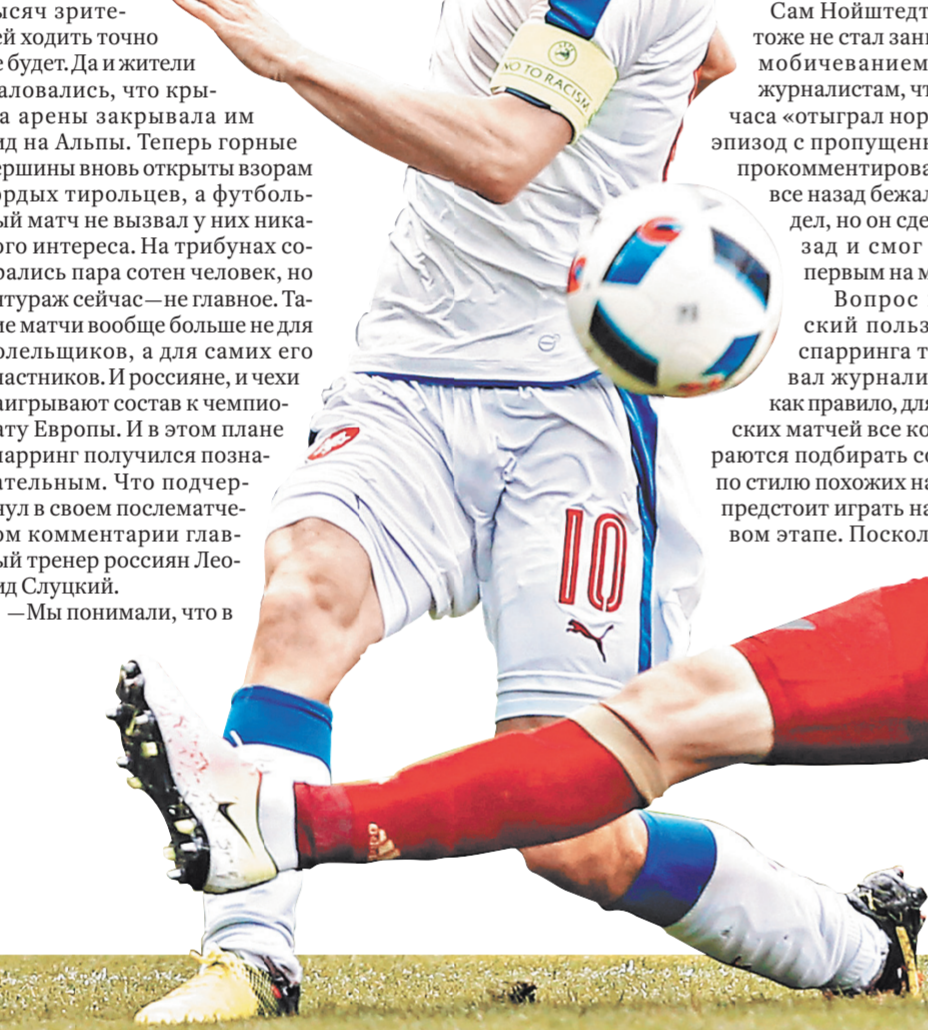 ысяч зрите-
ей ходить точно
е будет. Да и жители
аловались, что кры-
а арены закрывала им
ид на Альпы. Теперь горные
ершины вновь открыты взорам
ордых тирольцев, а футболь-
ый матч не вызвал у них ника-
ого интереса. На трибунах со-
рались пара сотен человек, но
нтураж сейчас — не главное. Та-
ие матчи вообще больше не для
олельщиков, а для самих его
частников. И россияне, и чехи
аигрывают состав к чемпио-
ату Европы. И в этом плане
парринг получился позна-
ательным. Что подчер-
нул в своем послематче-
ом комментарии глав-
ый тренер россиян Лео-
ид Слуцкий.
— Мы понимали, что в
NO TO RACISM
10
Сам Нойштедт
тоже не стал зани
мобичеванием
журналистам, чт
часа «отыграл нор
эпизод с пропущенн
прокомментирова
все назад бежал
дел, но он сде
зад и смог
первым на м
Вопрос
ский польз
спарринга т
вал журнали
как правило, для
ских матчей все ко
раются подбирать со
по стилю похожих на
предстоит играть на
вом этапе. Поскол